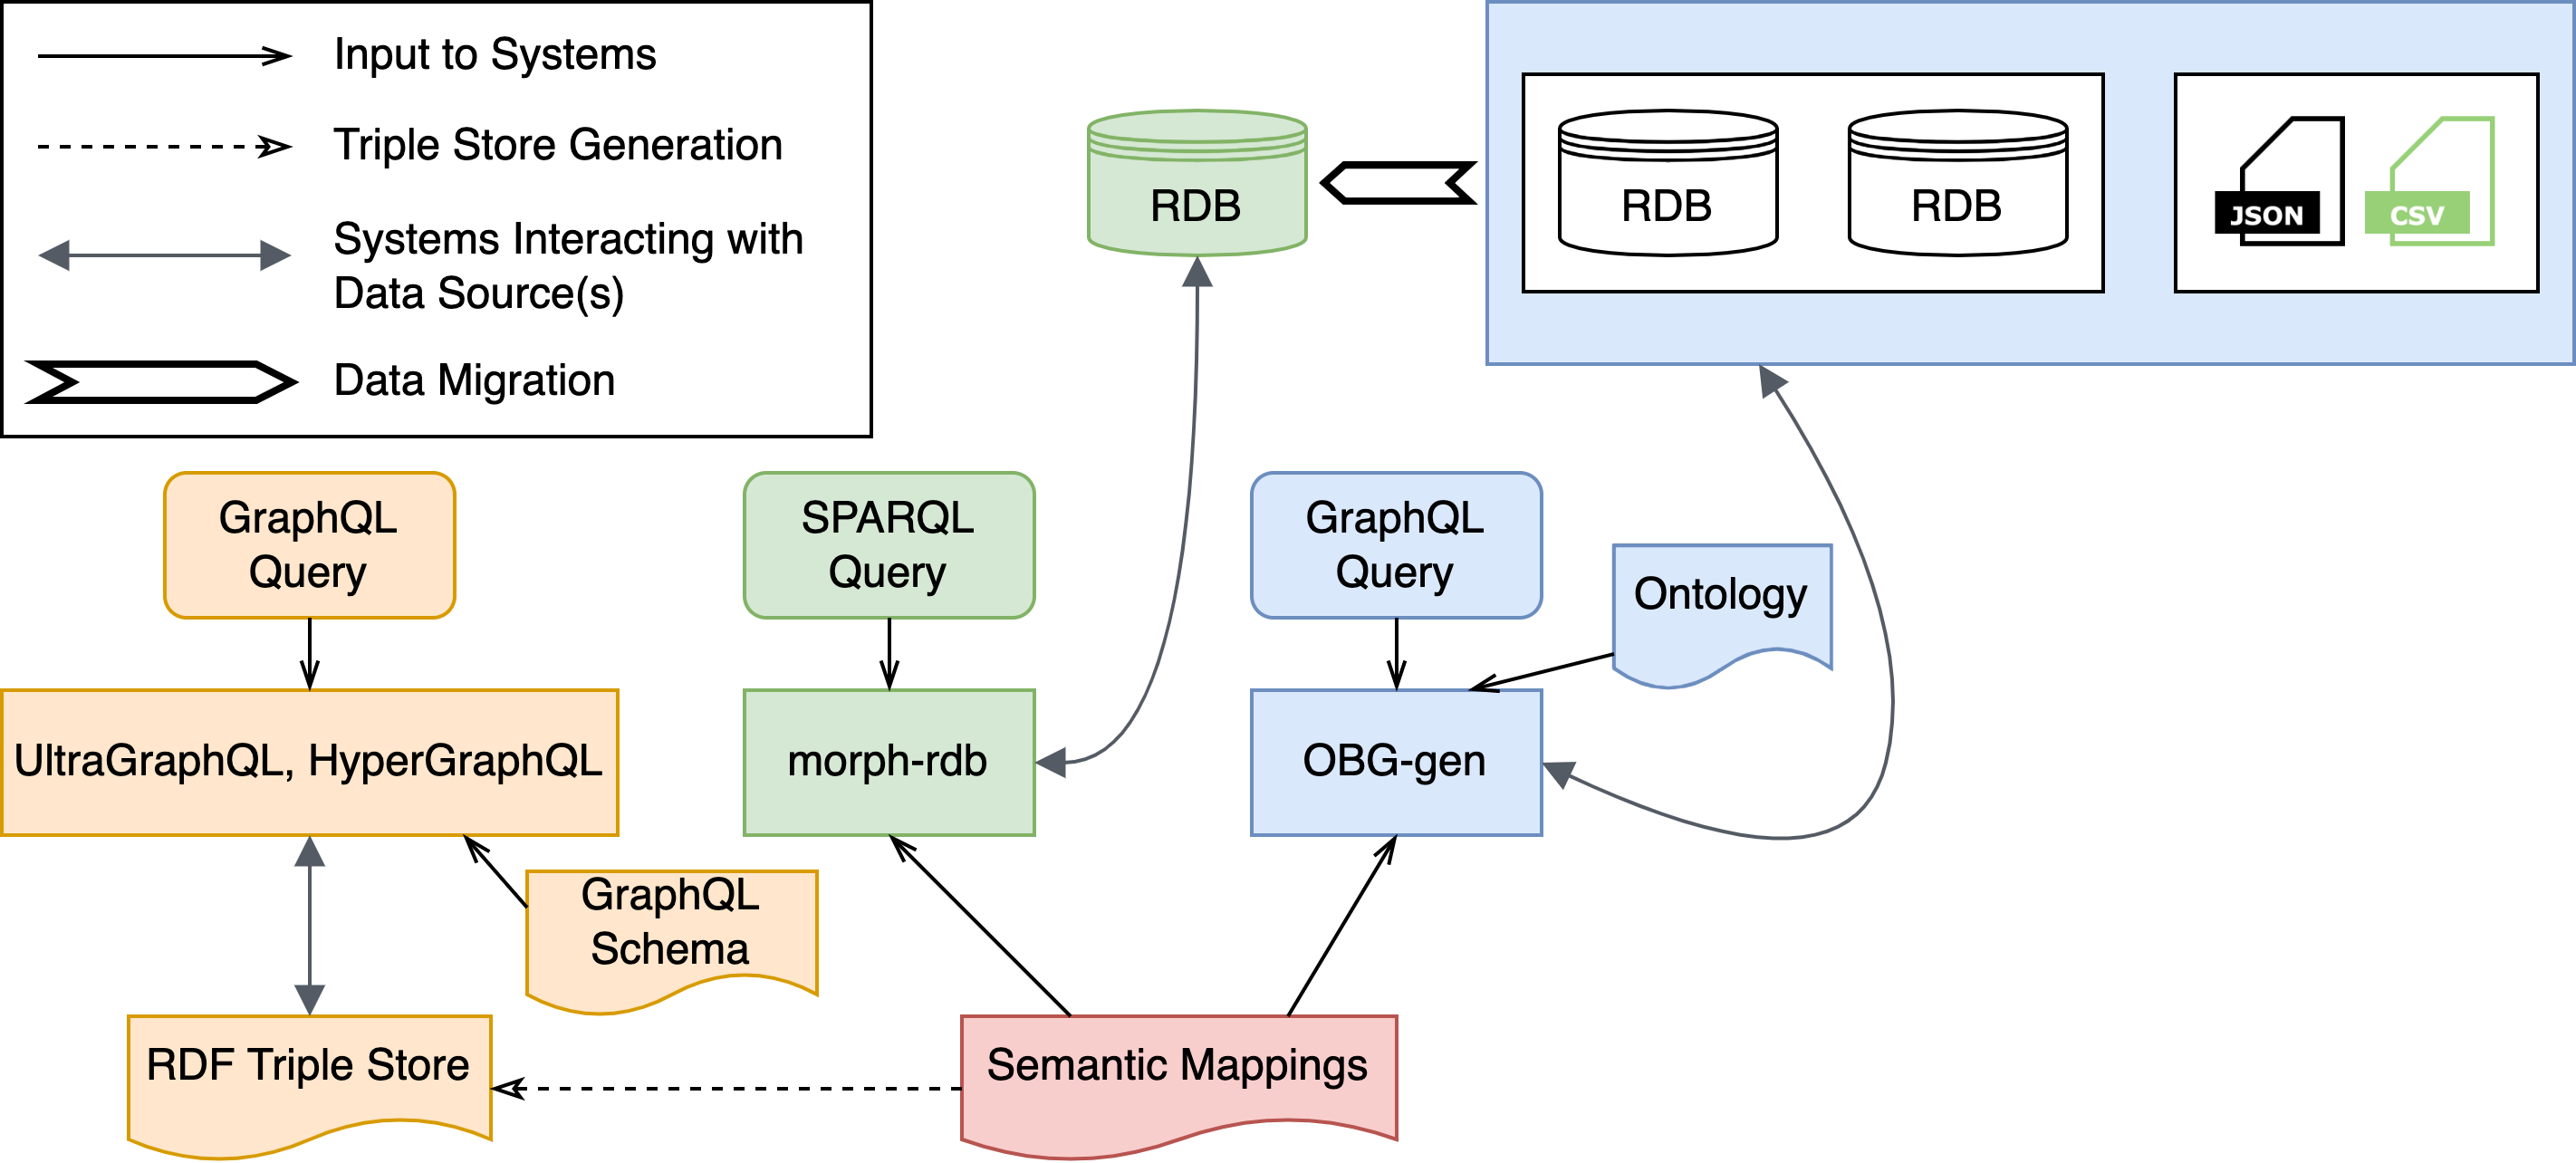 Input to Systems
Triple Store Generation
Systems Interacting with
Data Source(s)
Data Migration
RDB
RDB
RDB
JSON
CSV
GraphQL
Query
SPARQL
Query
GraphQL
Query
Ontology
UltraGraphQL, HyperGraphQL
morph-rdb
OBG-gen
GraphQL
Schema
RDF Triple Store
Semantic Mappings